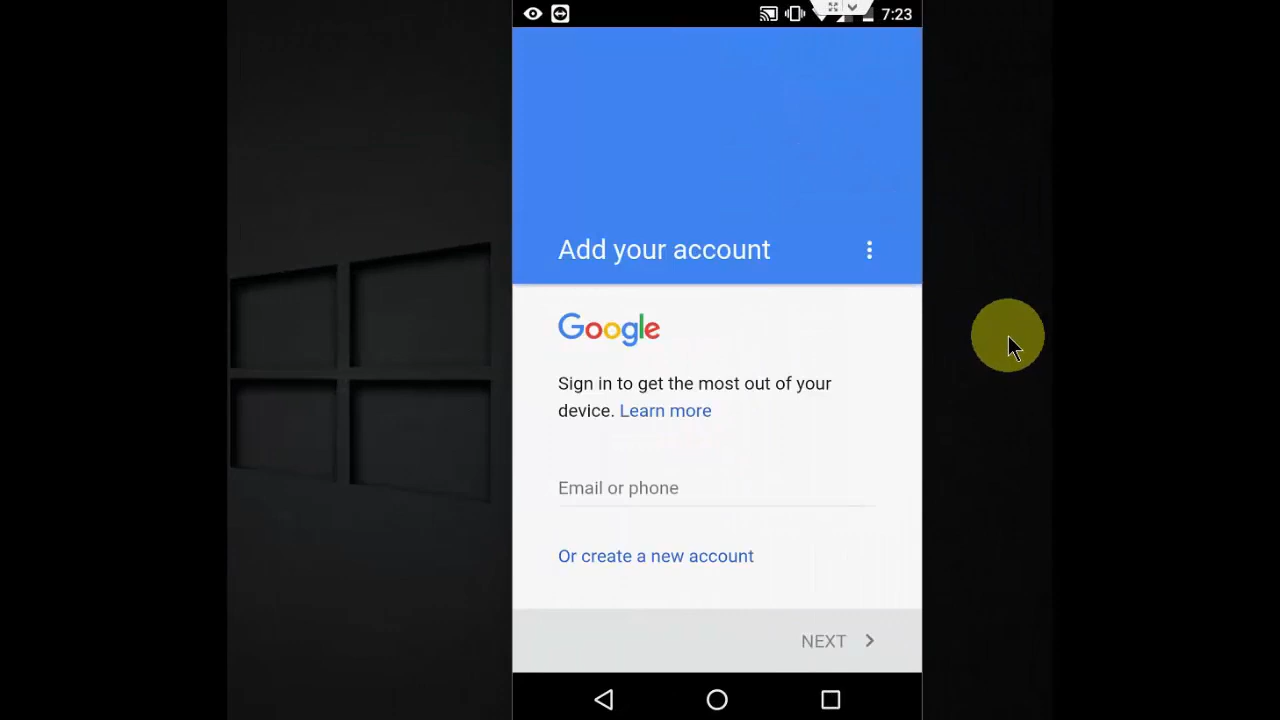 7:23
Add your account
Google
Sign in to get the most out of your
device. Learn more
Email or phone
Or create a new account
NEXT